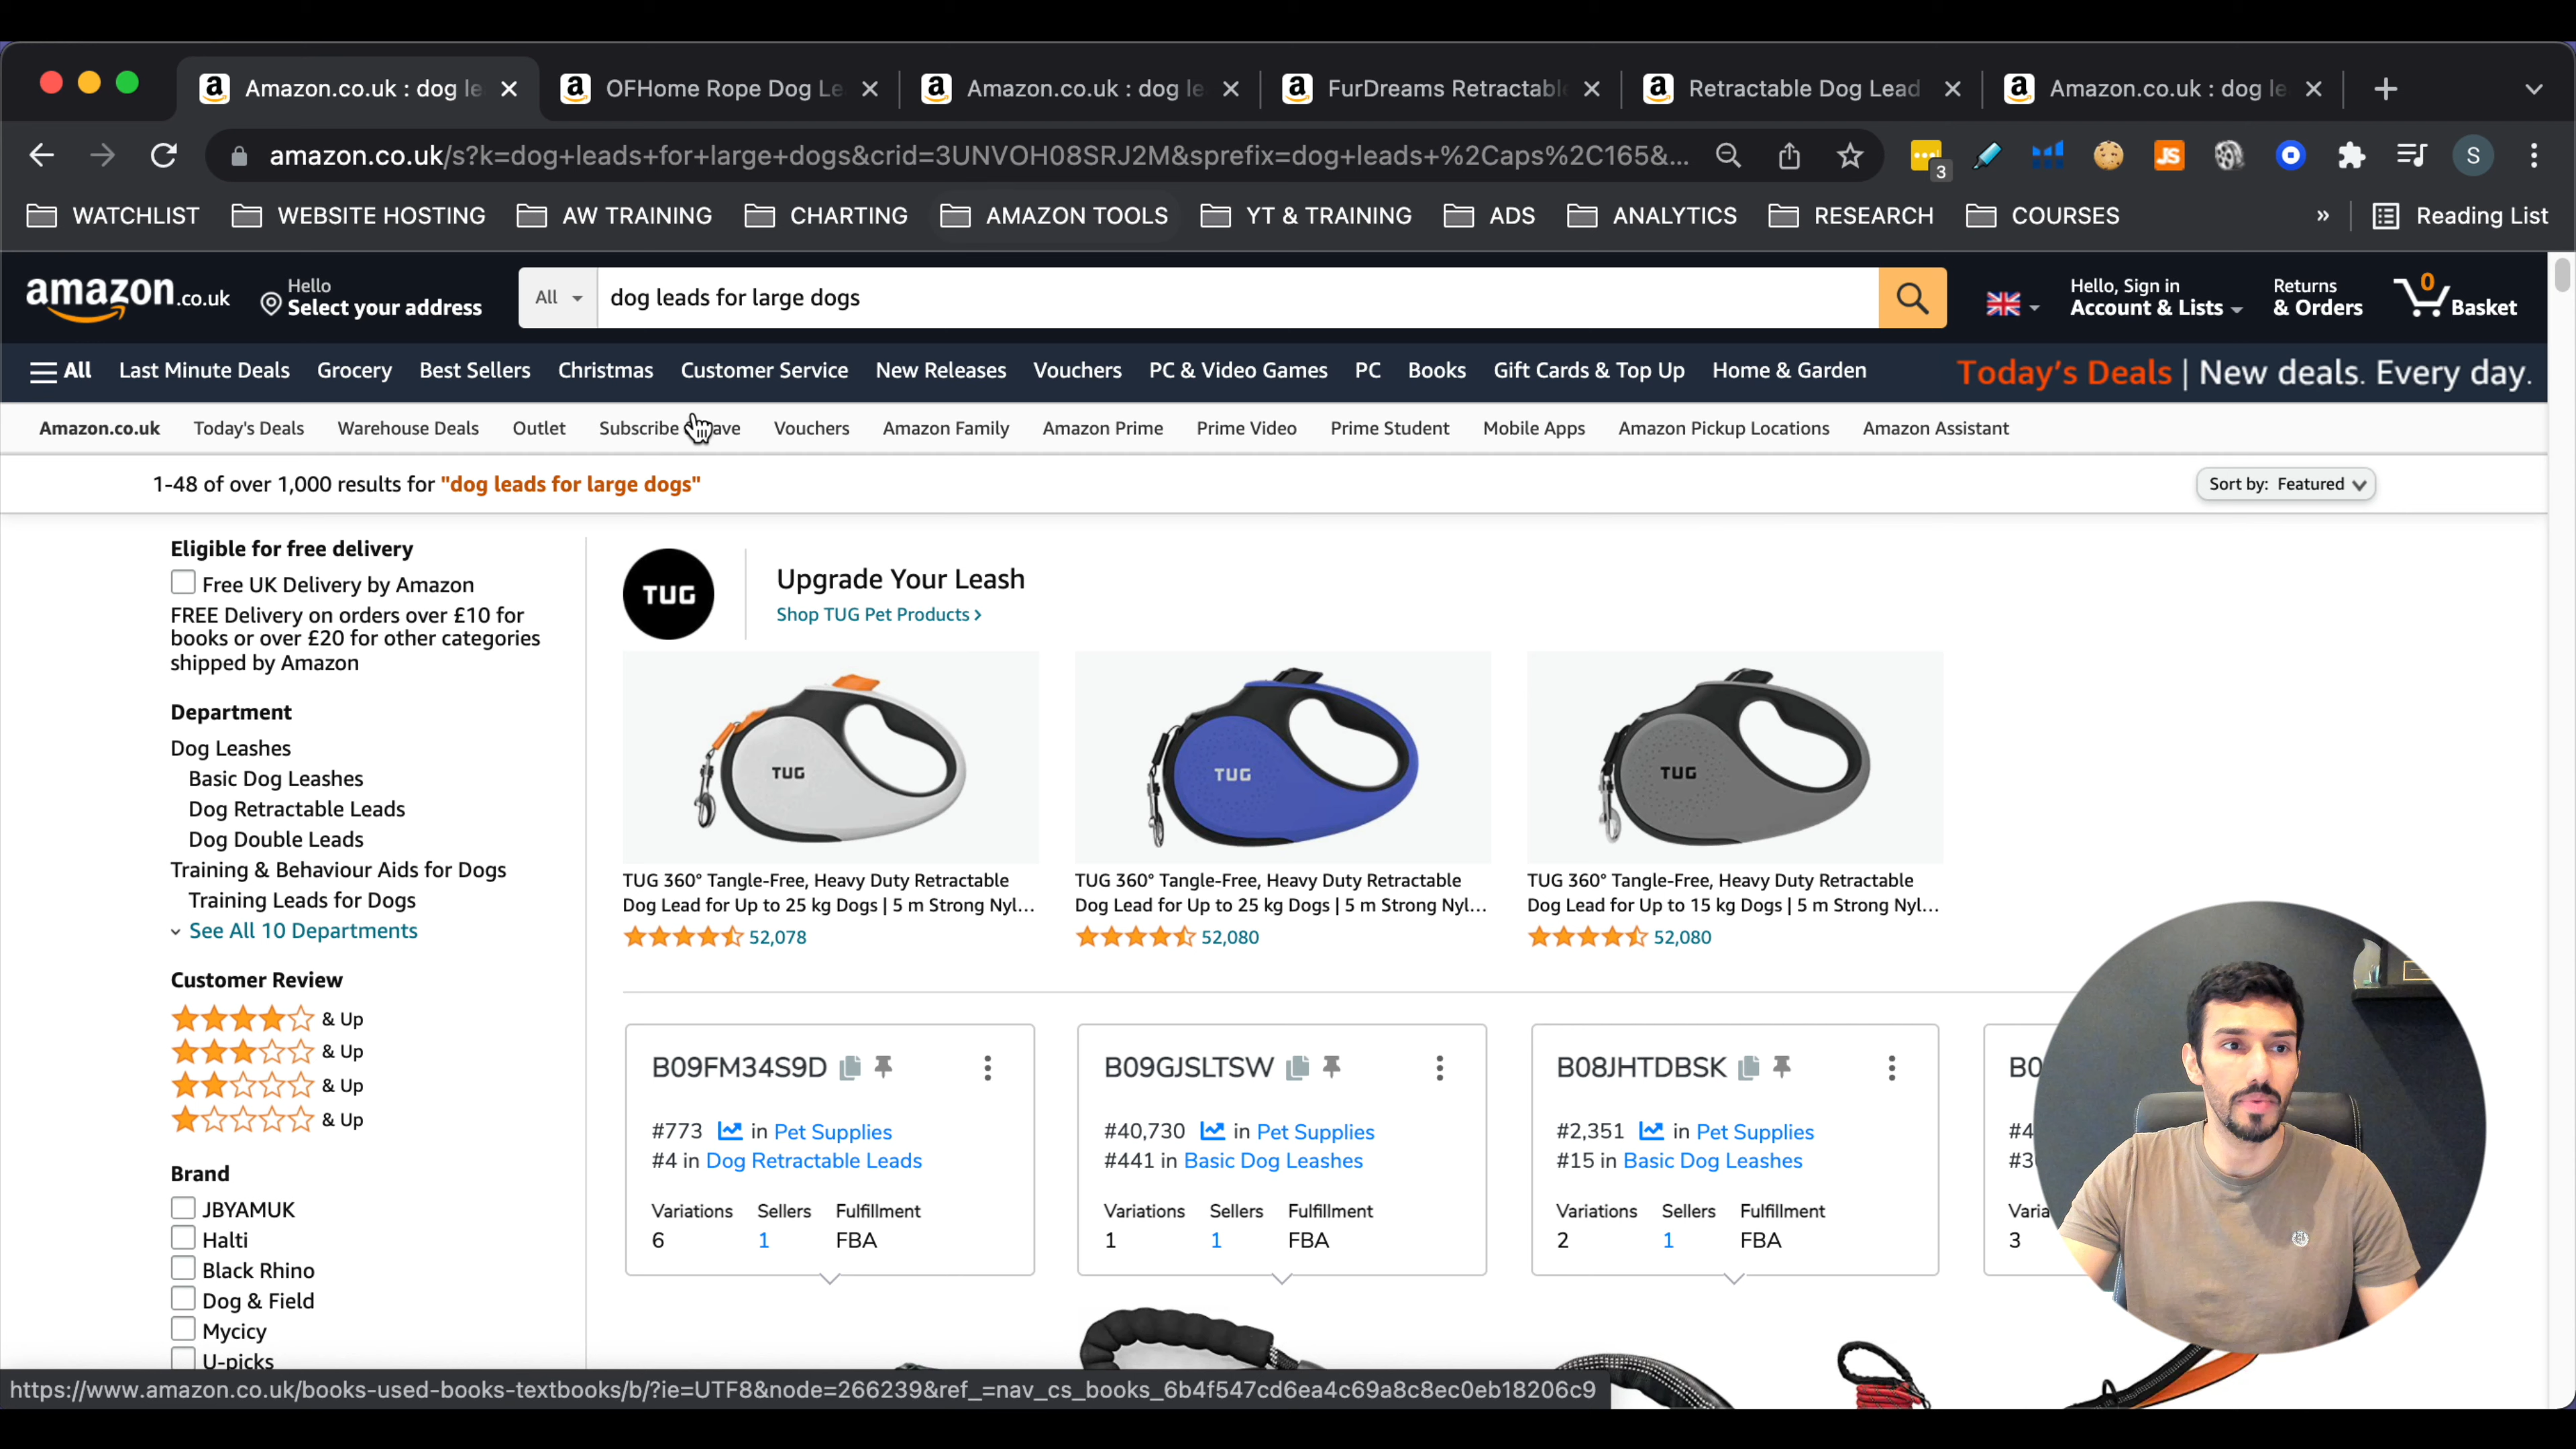 Amazon.co.uk : dog le
OFHome Rope Dog Le
Amazon.co.uk : dog le
FurDreams Retractabl
Retractable Dog Lead
Amazon.co.uk : dog le
amazon.co.uk/s?k=dog+leads+for+large+dogs&crid=3UNVOH08SRJ2M&sprefix=dog+leads+%2Caps%2C165&...
3
JS
S
WATCHLIST
WEBSITE HOSTING
AW TRAINING
CHARTING
AMAZON TOOLS
YT & TRAINING
ADS
ANALYTICS
RESEARCH
COURSES
»
Reading List
amazon.co.uk
Hello
Select your address
All
dog leads for large dogs
Hello, Sign in
Account & Lists
Returns
& Orders
0
Basket
All
Last Minute Deals
Grocery
Best Sellers
Christmas
Customer Service
New Releases
Vouchers
PC & Video Games
PC
Books
Gift Cards & Top Up
Home & Garden
Today's Deals | New deals. Every day.
Amazon.co.uk
Today's Deals
Warehouse Deals
Outlet
Subscribe
ave
Vouchers
Amazon Family
Amazon Prime
Prime Video
Prime Student
Mobile Apps
Amazon Pickup Locations
Amazon Assistant
1-48 of over 1,000 results for "dog leads for large dogs"
Sort by: Featured
Eligible for free delivery
Free UK Delivery by Amazon
FREE Delivery on orders over £10 for
books or over £20 for other categories
shipped by Amazon
Department
Dog Leashes
Basic Dog Leashes
Dog Retractable Leads
Dog Double Leads
Training & Behaviour Aids for Dogs
Training Leads for Dogs
See All 10 Departments
Customer Review
& Up
& Up
& Up
& Up
Brand
JBYAMUK
Halti
Black Rhino
Dog & Field
Mycicy
U-picks
TUG
Upgrade Your Leash
Shop TUG Pet Products ›
TUG
TUG
TUG
TUG 360° Tangle-Free, Heavy Duty Retractable
Dog Lead for Up to 25 kg Dogs | 5 m Strong Nyl...
52,078
TUG 360° Tangle-Free, Heavy Duty Retractable
Dog Lead for Up to 25 kg Dogs | 5 m Strong Nyl...
52,080
TUG 360° Tangle-Free, Heavy Duty Retractable
Dog Lead for Up to 15 kg Dogs | 5 m Strong Nyl...
52,080
B09FM34S9D
#773 in Pet Supplies
#4 in Dog Retractable Leads
Variations Sellers Fulfillment
6 1 FBA
B09GJSLTSW
#40,730 in Pet Supplies
#441 in Basic Dog Leashes
Variations Sellers Fulfillment
1 1 FBA
B08JHTDBSK
#2,351 in Pet Supplies
#15 in Basic Dog Leashes
Variations Sellers Fulfillment
2 1 FBA
B0
#4
#3
Varia
3
https://www.amazon.co.uk/books-used-books-textbooks/b/?ie=UTF8&node=266239&ref_=nav_cs_books_6b4f547cd6ea4c69a8c8ec0eb18206c9